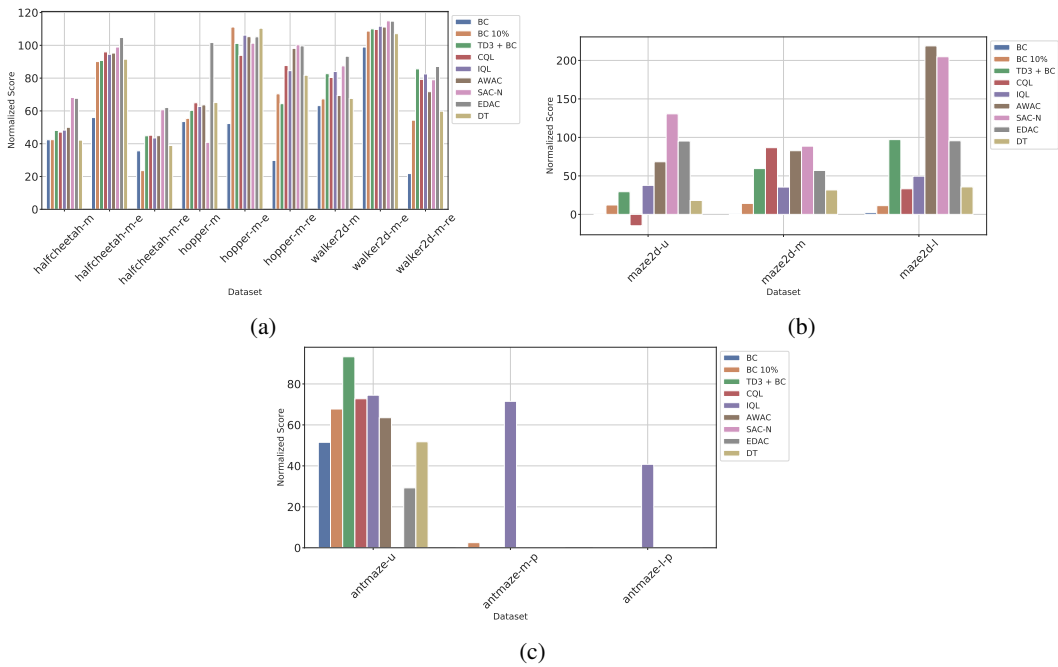 120
100
80
60
40
20
0
Normalized Score
halfcheetah-m
halfcheetah-m-e
halfcheetah-m-re
hopper-m
hopper-m-e
hopper-m-re
walker2d-m
walker2d-m-e
walker2d-m-re
Dataset
BC
BC 10%
TD3 + BC
CQL
IQL
AWAC
SAC-N
EDAC
DT
(a)
200
150
100
50
0
Normalized Score
maze2d-u
maze2d-m
maze2d-l
Dataset
BC
BC 10%
TD3 + BC
CQL
IQL
AWAC
SAC-N
EDAC
DT
(b)
80
60
40
20
0
Normalized Score
antmaze-u
antmaze-m-p
antmaze-l-p
Dataset
BC
BC 10%
TD3 + BC
CQL
IQL
AWAC
SAC-N
EDAC
DT
(c)